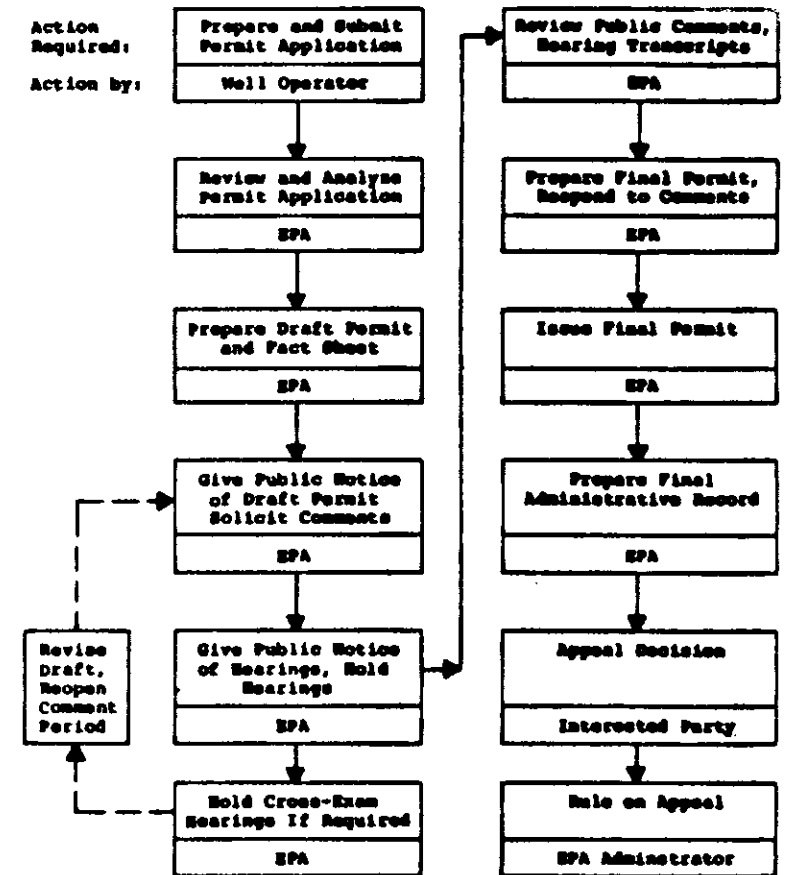 Action
Required:
Action by:
Prepare and Submit
Permit Application
Well Operator
Review and Analyze
Permit Application
EPA
Prepare Draft Permit
and Fact Sheet
EPA
Give Public Notice
of Draft Permit
Solicit Comments
EPA
Give Public Notice
of Hearings, Hold
Hearings
EPA
Hold Cross-Exam
Hearings If Required
EPA
Revise
Draft,
Reopen
Comment
Period
Review Public Comments,
Hearing Transcripts
EPA
Prepare Final Permit,
Respond to Comments
EPA
Issue Final Permit
EPA
Prepare Final
Administrative Record
EPA
Appeal Decision
Interested Party
Rule on Appeal
EPA Adminstrator